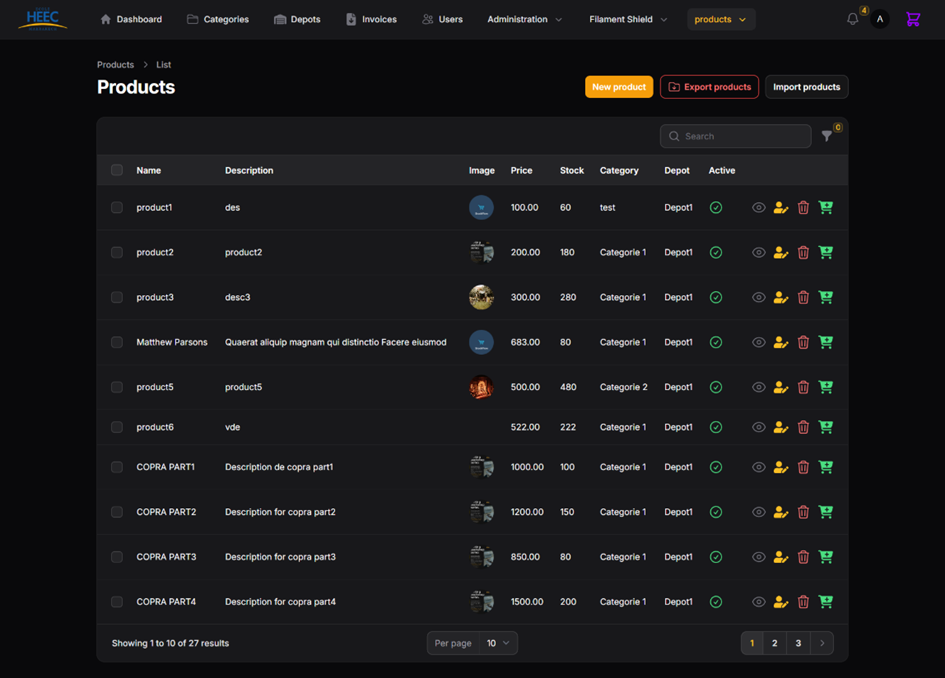 HEEC
Dashboard Categories Depots Invoices Users Administration Filament Shield products 4 A
Products > List
Products
New product Export products Import products
Search 0
Name Description Image Price Stock Category Depot Active
product1 des 100.00 60 test Depot1
product2 product2 200.00 180 Categorie 1 Depot1
product3 desc3 300.00 280 Categorie 1 Depot1
Matthew Parsons Quaerat aliquip magnam qui distinctio Facere eiusmod 683.00 80 Categorie 1 Depot1
product5 product5 500.00 480 Categorie 2 Depot1
product6 vde 522.00 222 Categorie 1 Depot1
COPRA PART1 Description de copra part1 1000.00 100 Categorie 1 Depot1
COPRA PART2 Description for copra part2 1200.00 150 Categorie 1 Depot1
COPRA PART3 Description for copra part3 850.00 80 Categorie 1 Depot1
COPRA PART4 Description for copra part4 1500.00 200 Categorie 1 Depot1
Showing 1 to 10 of 27 results Per page 10 1 2 3